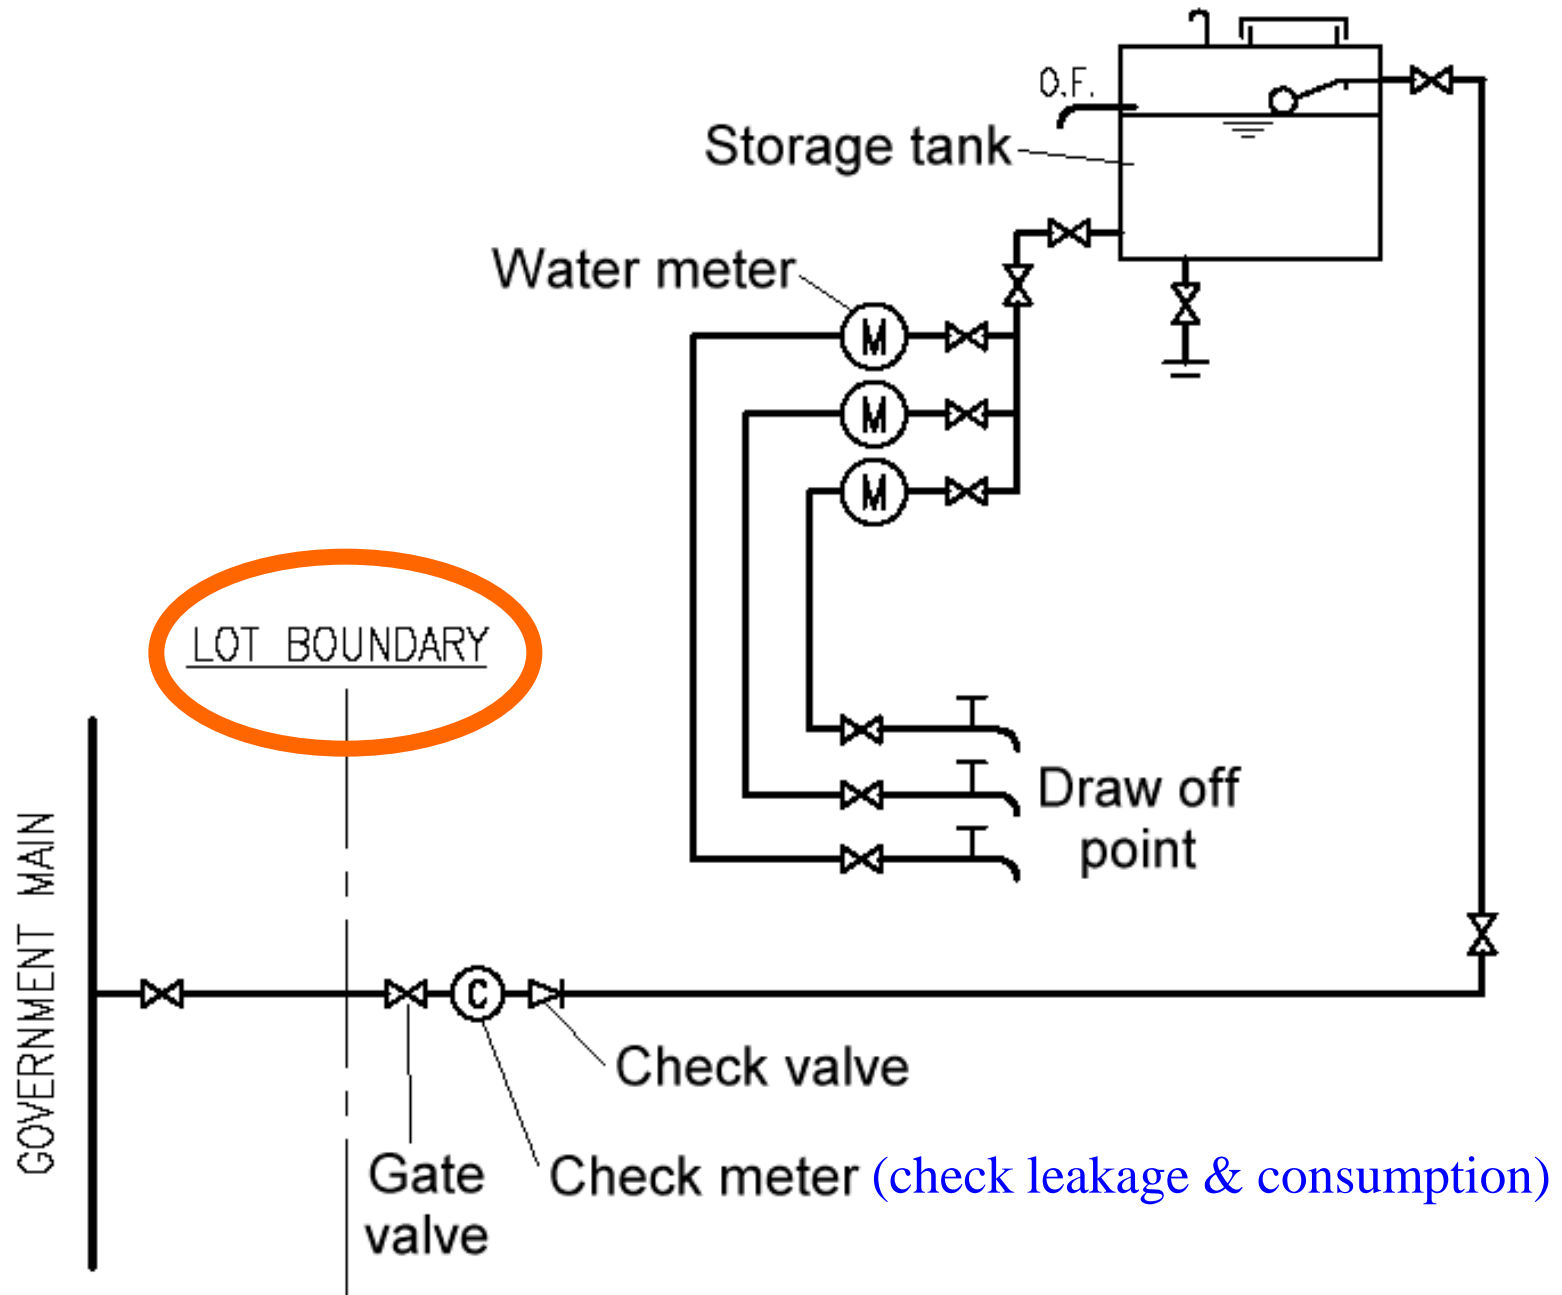 O.F.
Storage tank
Water meter
M
M
M
LOT BOUNDARY
Draw off
point
GOVERNMENT MAIN
C
Check valve
Gate
valve
Check meter (check leakage & consumption)